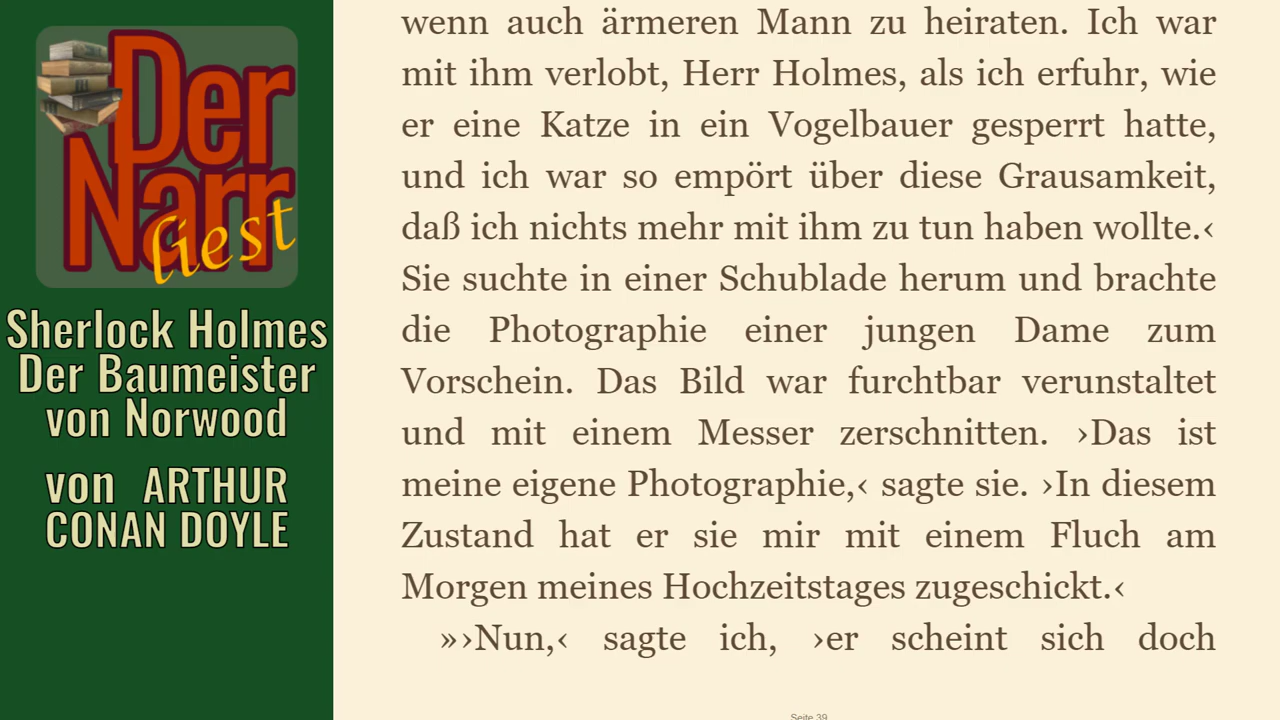 Der
Narr
liest
Sherlock Holmes
Der Baumeister
von Norwood
von ARTHUR
CONAN DOYLE
wenn auch ärmeren Mann zu heiraten. Ich war
mit ihm verlobt, Herr Holmes, als ich erfuhr, wie
er eine Katze in ein Vogelbauer gesperrt hatte,
und ich war so empört über diese Grausamkeit,
daß ich nichts mehr mit ihm zu tun haben wollte.‹
Sie suchte in einer Schublade herum und brachte
die Photographie einer jungen Dame zum
Vorschein. Das Bild war furchtbar verunstaltet
und mit einem Messer zerschnitten. ›Das ist
meine eigene Photographie,‹ sagte sie. ›In diesem
Zustand hat er sie mir mit einem Fluch am
Morgen meines Hochzeitstages zugeschickt.‹
»›Nun,‹ sagte ich, ›er scheint sich doch
Seite 39